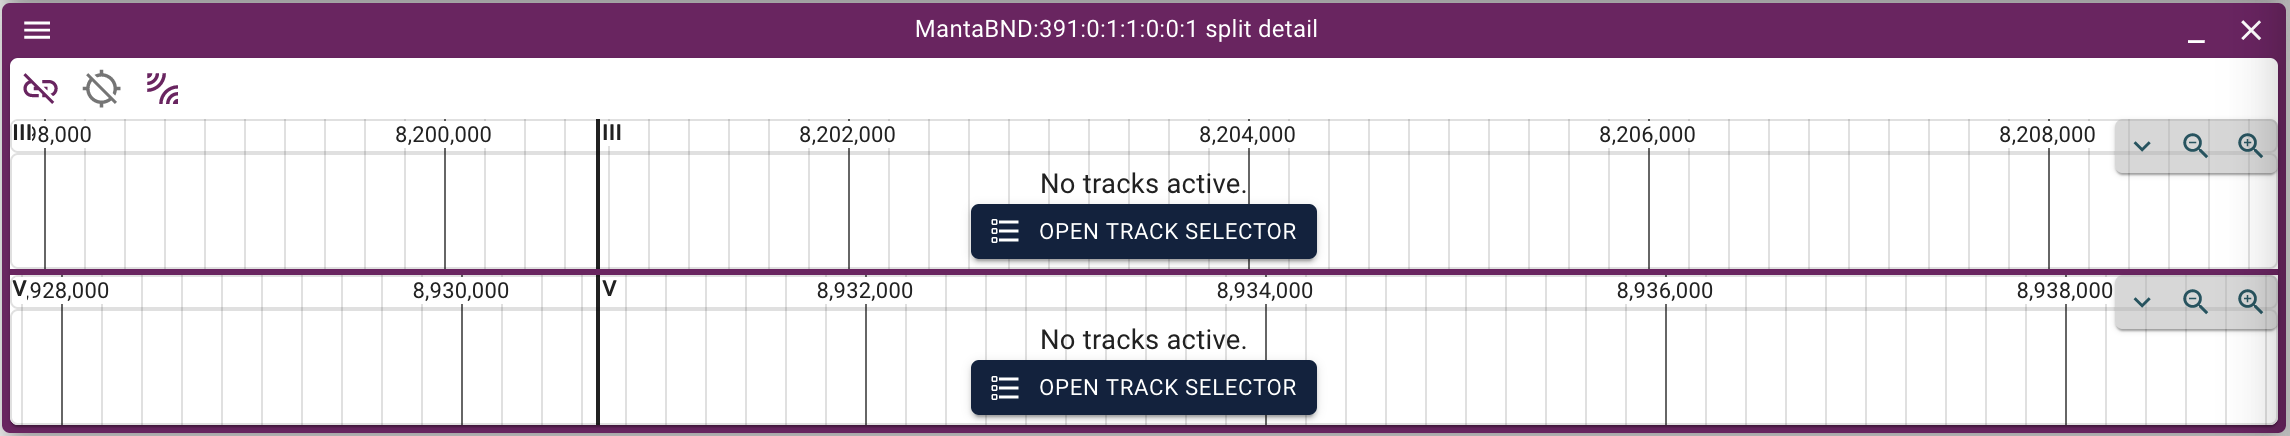 MantaBND:391:0:1:1:0:0:1 split detail
III 98,000 8,200,000 III 8,202,000 8,204,000 8,206,000 8,208,000
No tracks active.
OPEN TRACK SELECTOR
V ,928,000 8,930,000 V 8,932,000 8,934,000 8,936,000 8,938,000
No tracks active.
OPEN TRACK SELECTOR